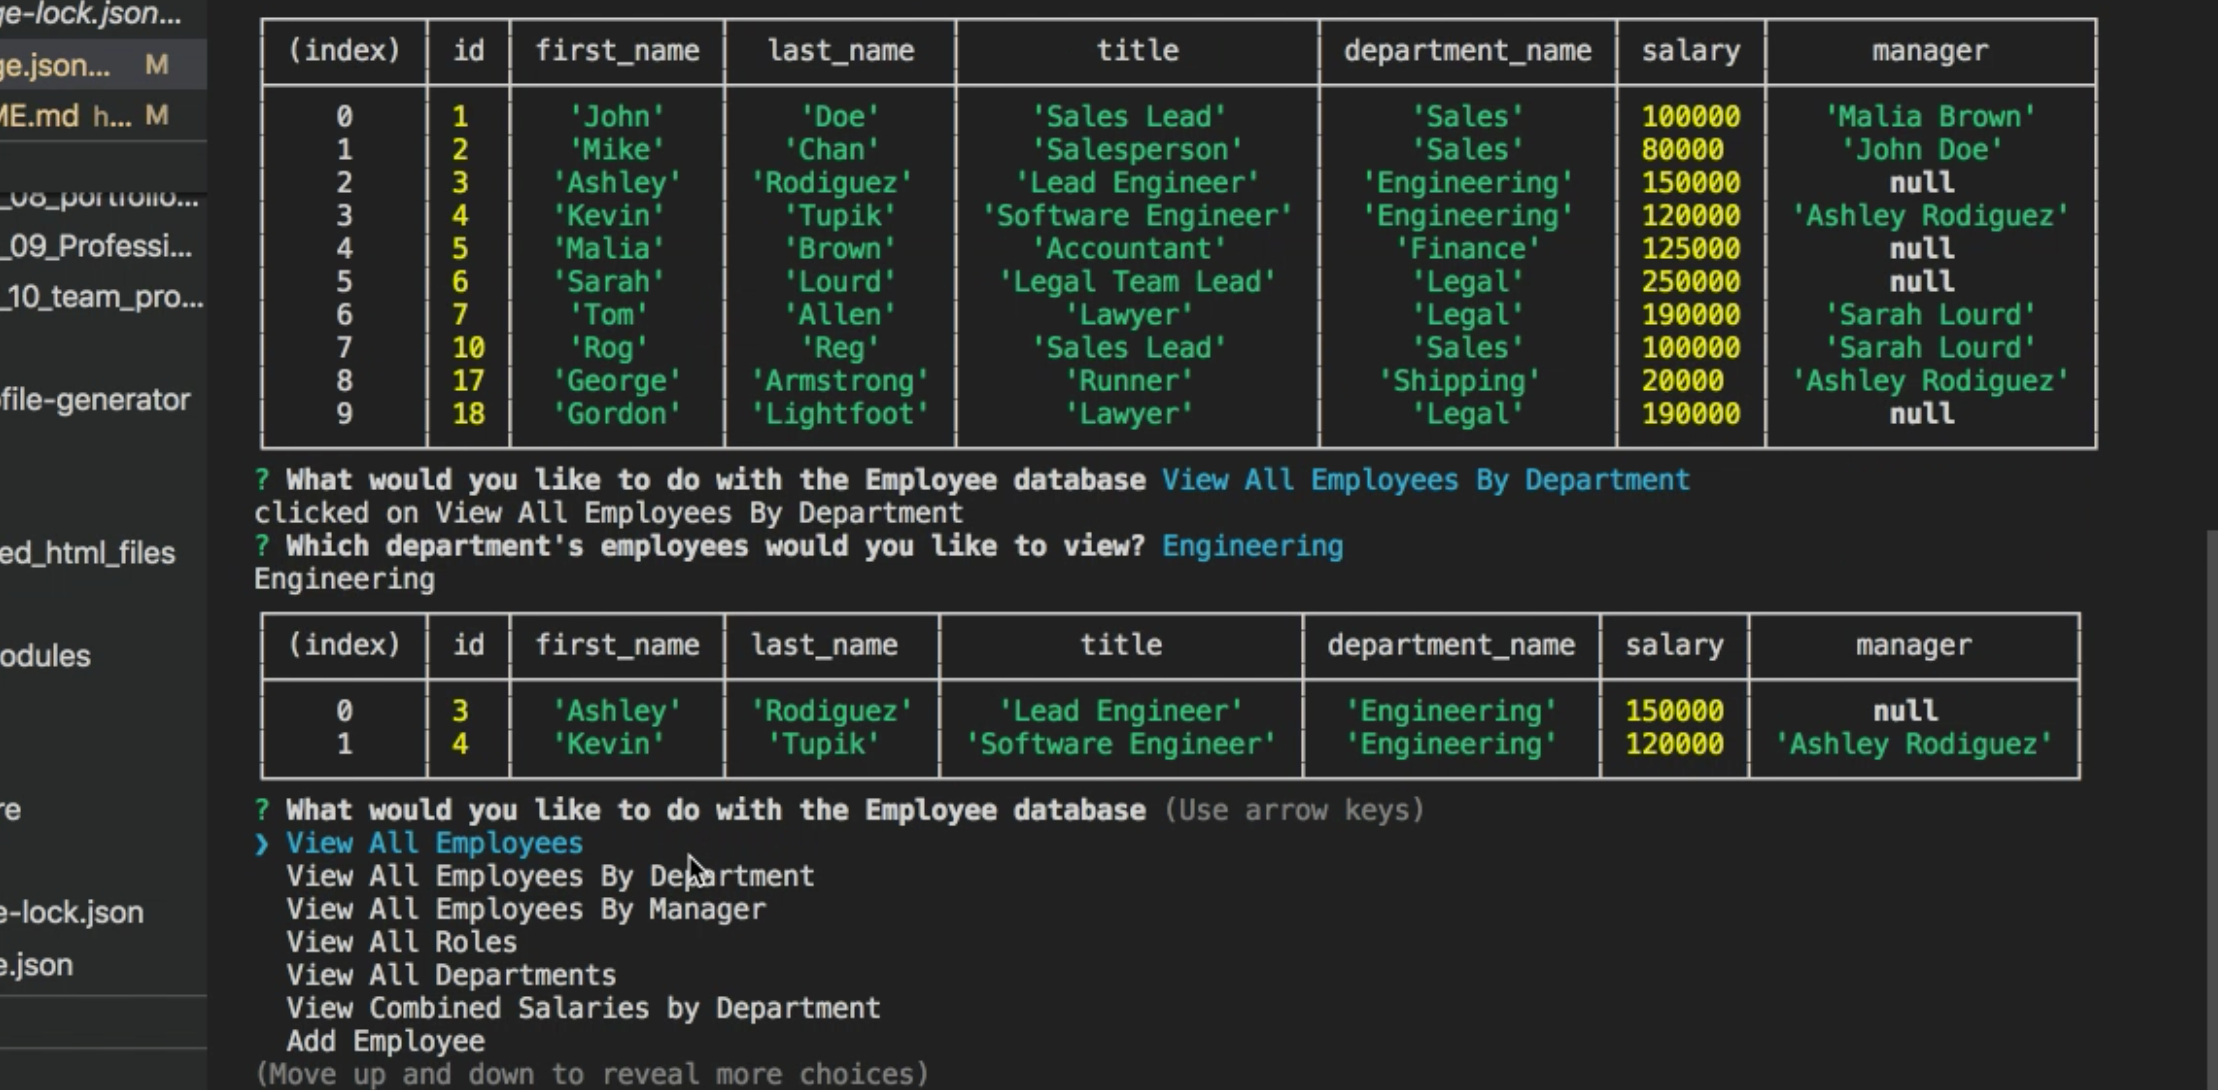 ge-lock.json...
ge.json... M
ME.md h... M
_08_portfolio...
_09_Professi...
_10_team_pro...
ofile-generator
ed_html_files
odules
re
e-lock.json
e.json
(index) id first_name last_name title department_name salary manager
0 1 'John' 'Doe' 'Sales Lead' 'Sales' 100000 'Malia Brown'
1 2 'Mike' 'Chan' 'Salesperson' 'Sales' 80000 'John Doe'
2 3 'Ashley' 'Rodiguez' 'Lead Engineer' 'Engineering' 150000 null
3 4 'Kevin' 'Tupik' 'Software Engineer' 'Engineering' 120000 'Ashley Rodiguez'
4 5 'Malia' 'Brown' 'Accountant' 'Finance' 125000 null
5 6 'Sarah' 'Lourd' 'Legal Team Lead' 'Legal' 250000 null
6 7 'Tom' 'Allen' 'Lawyer' 'Legal' 190000 'Sarah Lourd'
7 10 'Rog' 'Reg' 'Sales Lead' 'Sales' 100000 'Sarah Lourd'
8 17 'George' 'Armstrong' 'Runner' 'Shipping' 20000 'Ashley Rodiguez'
9 18 'Gordon' 'Lightfoot' 'Lawyer' 'Legal' 190000 null
? What would you like to do with the Employee database View All Employees By Department
clicked on View All Employees By Department
? Which department's employees would you like to view? Engineering
Engineering
(index) id first_name last_name title department_name salary manager
0 3 'Ashley' 'Rodiguez' 'Lead Engineer' 'Engineering' 150000 null
1 4 'Kevin' 'Tupik' 'Software Engineer' 'Engineering' 120000 'Ashley Rodiguez'
? What would you like to do with the Employee database (Use arrow keys)
❯ View All Employees
View All Employees By Department
View All Employees By Manager
View All Roles
View All Departments
View Combined Salaries by Department
Add Employee
(Move up and down to reveal more choices)